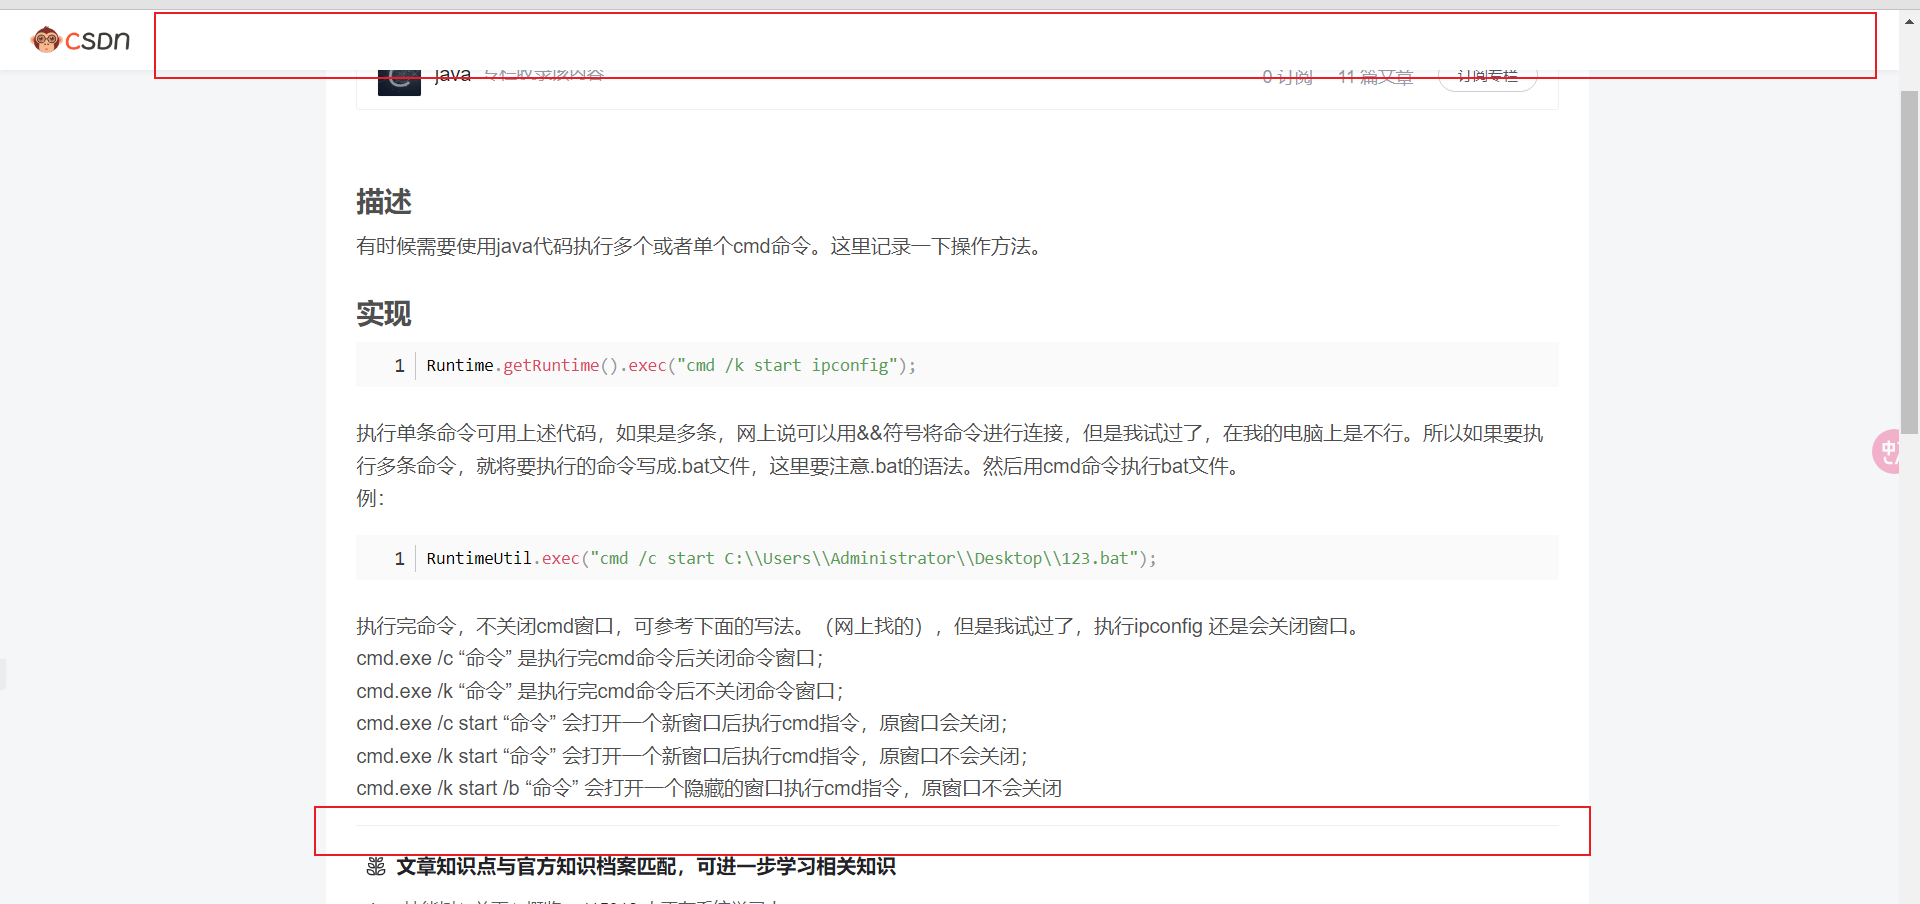 CSDN
java 专栏收录该内容
0 订阅 11 篇文章 订阅专栏
描述
有时候需要使用java代码执行多个或者单个cmd命令。这里记录一下操作方法。
实现
1 Runtime.getRuntime().exec("cmd /k start ipconfig");
执行单条命令可用上述代码，如果是多条，网上说可以用&&符号将命令进行连接，但是我试过了，在我的电脑上是不行。所以如果要执
行多条命令，就将要执行的命令写成.bat文件，这里要注意.bat的语法。然后用cmd命令执行bat文件。
例：
1 RuntimeUtil.exec("cmd /c start C:\\Users\\Administrator\\Desktop\\123.bat");
执行完命令，不关闭cmd窗口，可参考下面的写法。（网上找的），但是我试过了，执行ipconfig 还是会关闭窗口。
cmd.exe /c “命令” 是执行完cmd命令后关闭命令窗口；
cmd.exe /k “命令” 是执行完cmd命令后不关闭命令窗口；
cmd.exe /c start “命令” 会打开一个新窗口后执行cmd指令，原窗口会关闭；
cmd.exe /k start “命令” 会打开一个新窗口后执行cmd指令，原窗口不会关闭；
cmd.exe /k start /b “命令” 会打开一个隐藏的窗口执行cmd指令，原窗口不会关闭
文章知识点与官方知识档案匹配，可进一步学习相关知识
中